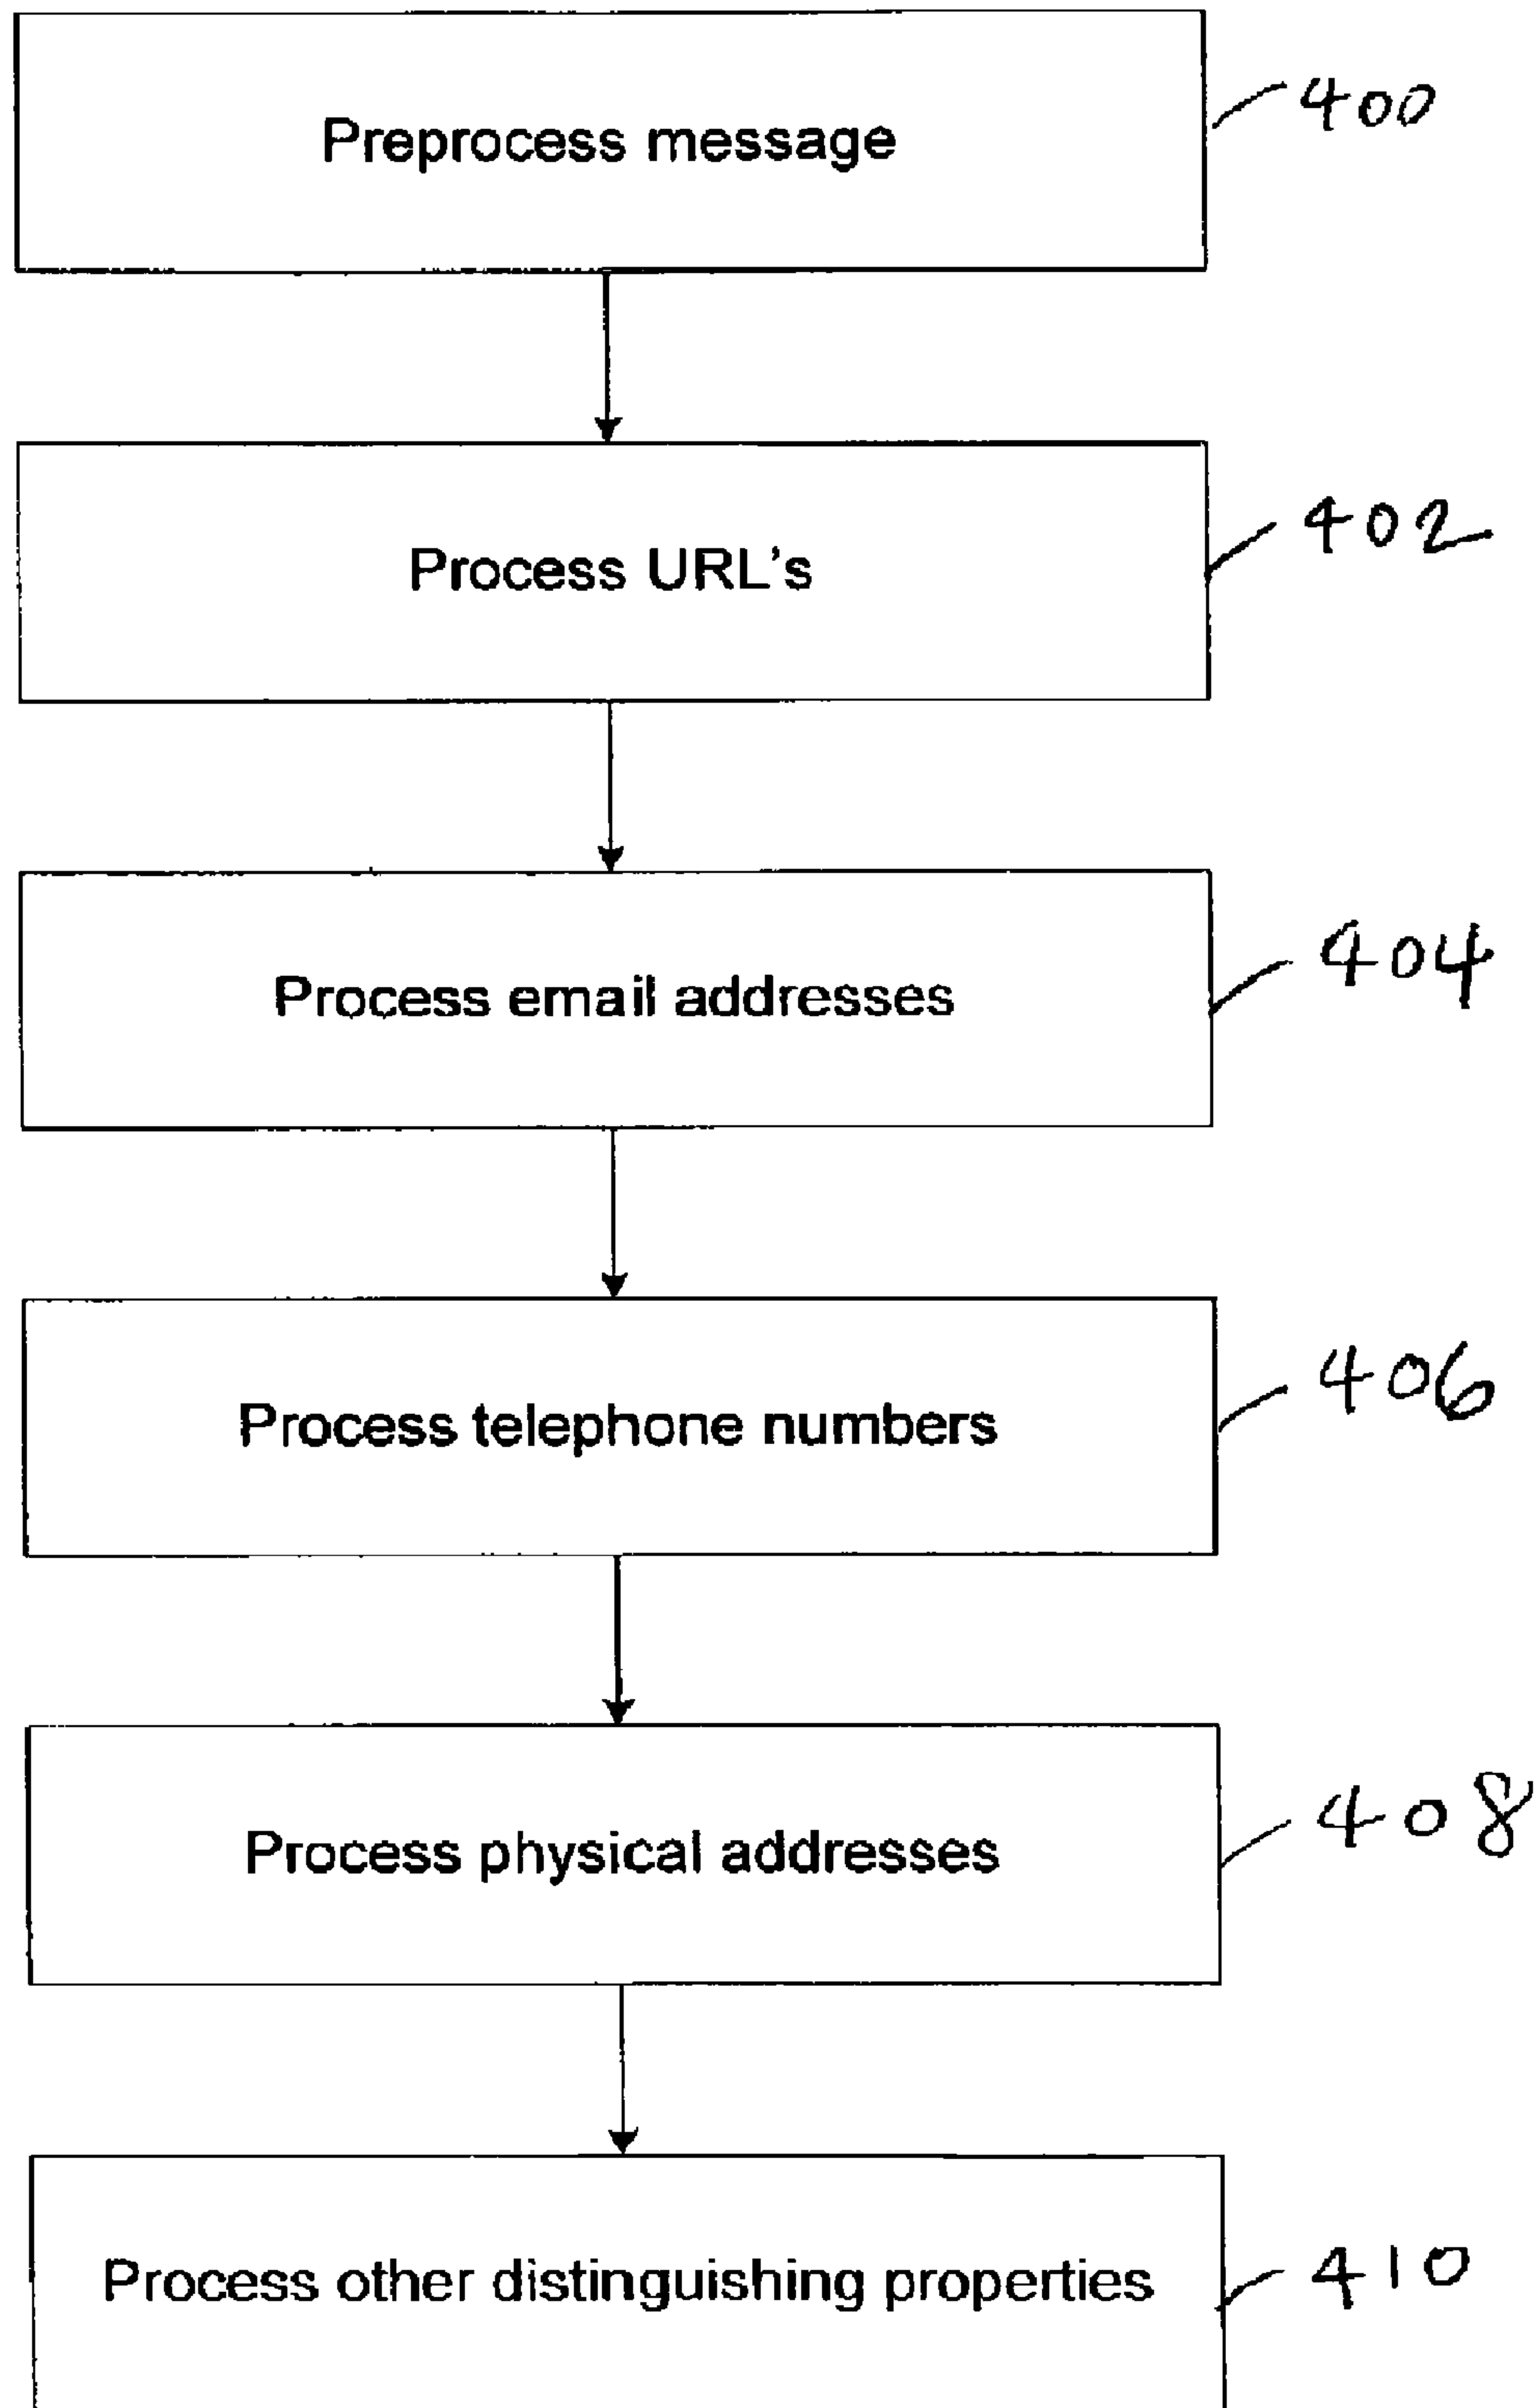 Preprocess message
400
Process URL's
402
Process email addresses
404
Process telephone numbers
406
Process physical addresses
408
Process other distinguishing properties
410